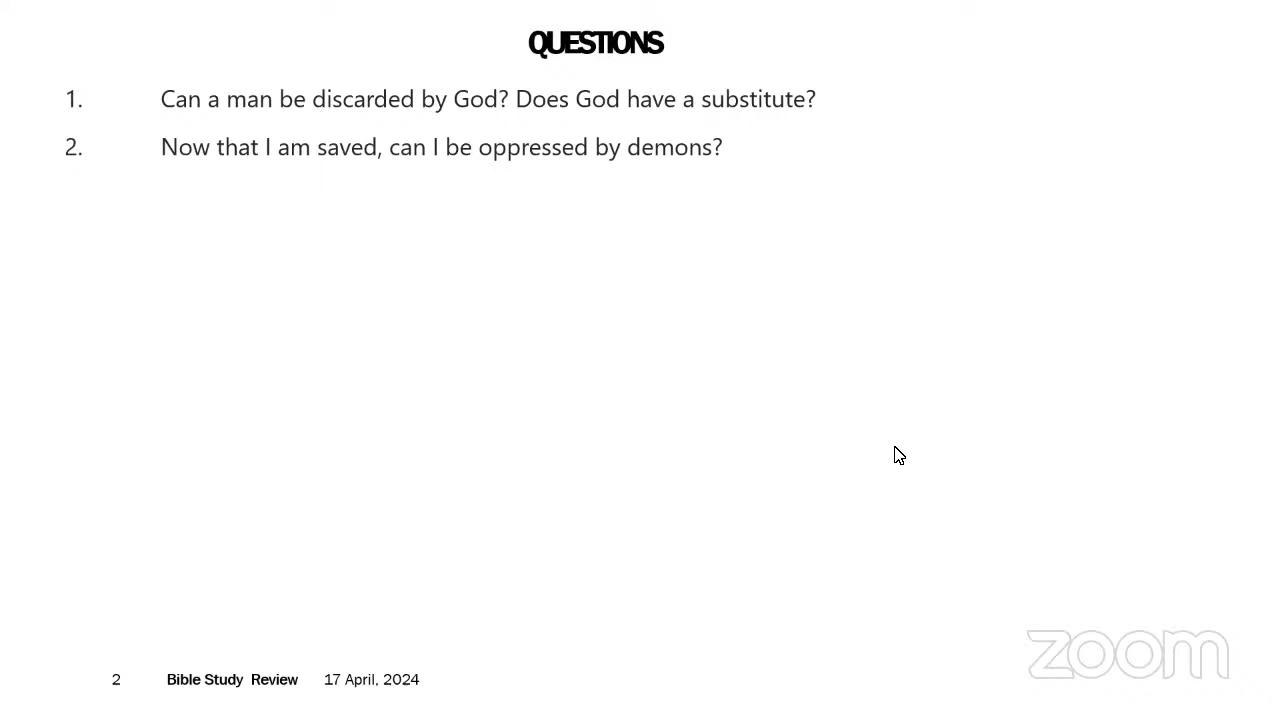 QUESTIONS
1. Can a man be discarded by God? Does God have a substitute?
2. Now that I am saved, can I be oppressed by demons?
zoom
2 Bible Study Review 17 April, 2024